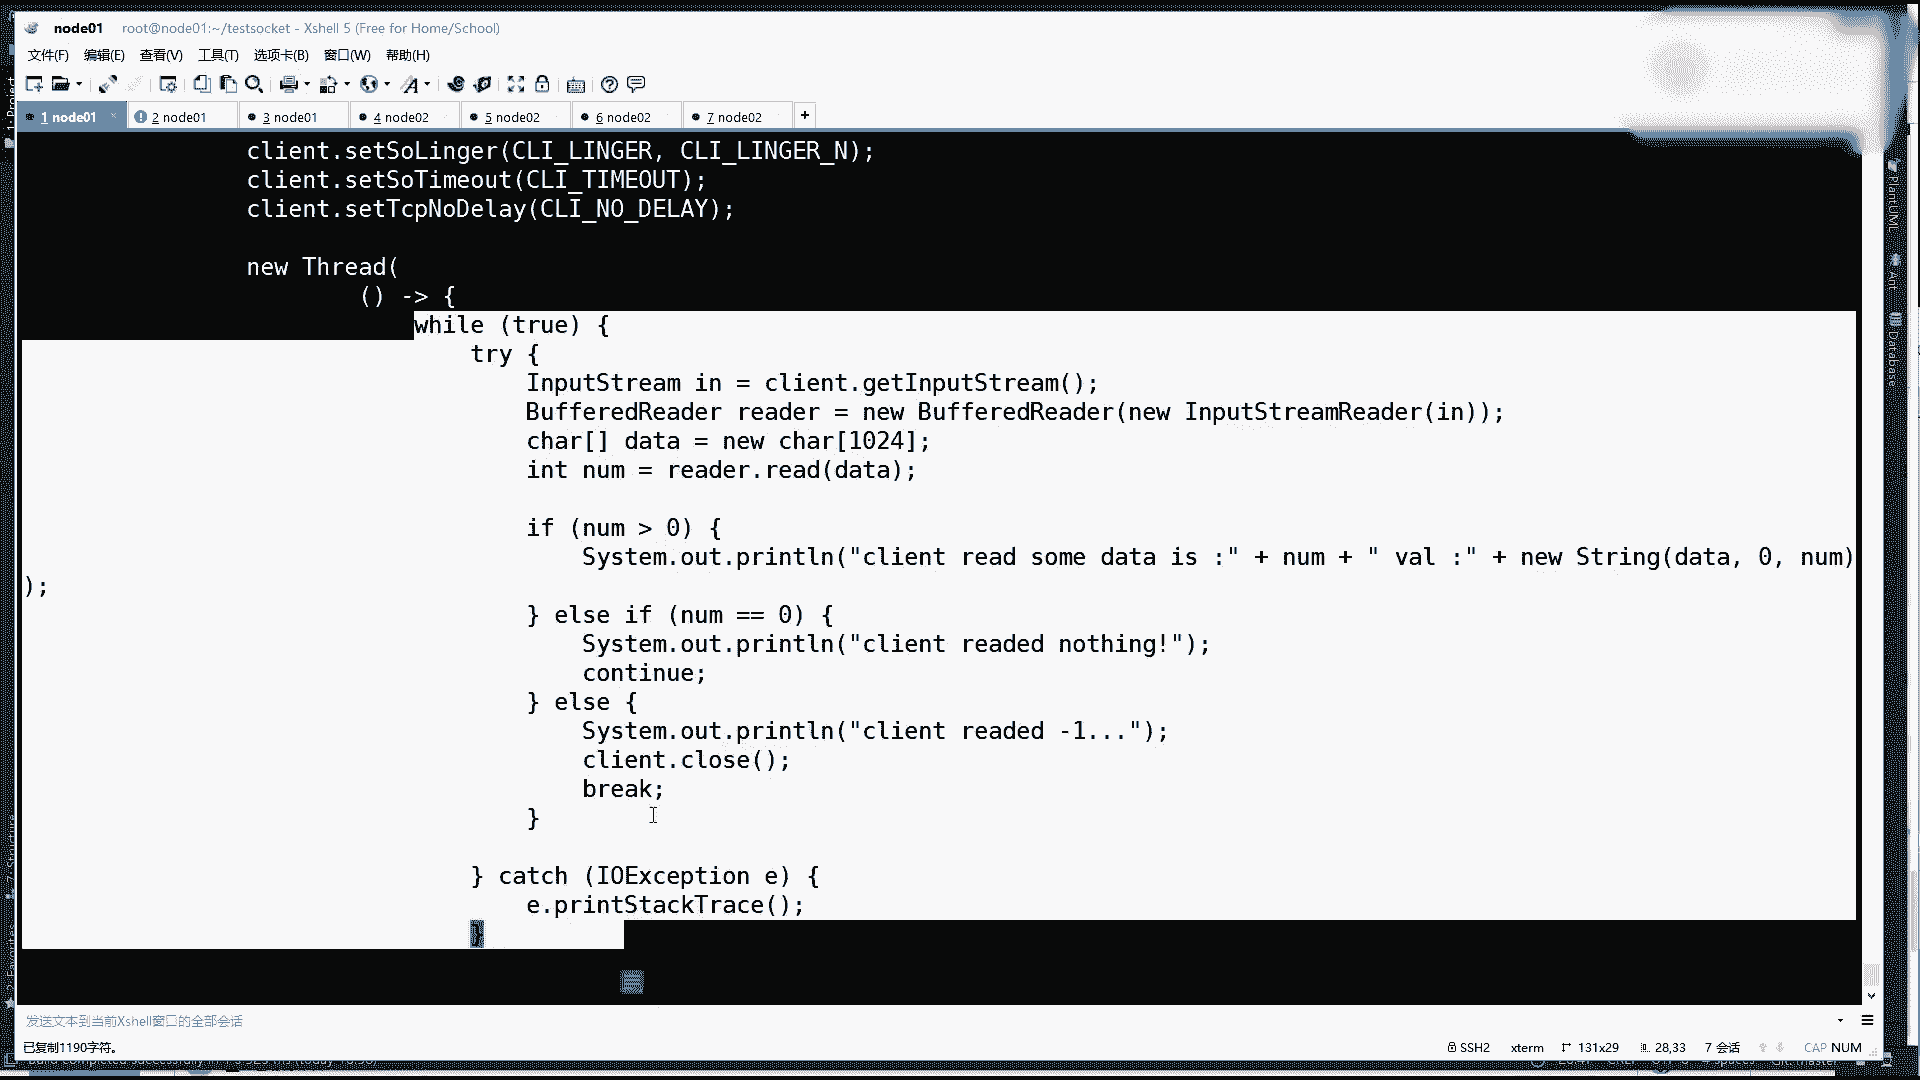 node01 root@node01:~/testsocket - Xshell 5 (Free for Home/School)
文件(F) 编辑(E) 查看(V) 工具(T) 选项卡(B) 窗口(W) 帮助(H)
1 node01 2 node01 3 node01 4 node02 5 node02 6 node02 7 node02 +
client.setSoLinger(CLI_LINGER, CLI_LINGER_N);
client.setSoTimeout(CLI_TIMEOUT);
client.setTcpNoDelay(CLI_NO_DELAY);
new Thread(
() -> {
while (true) {
try {
InputStream in = client.getInputStream();
BufferedReader reader = new BufferedReader(new InputStreamReader(in));
char[] data = new char[1024];
int num = reader.read(data);
if (num > 0) {
System.out.println("client read some data is :" + num + " val :" + new String(data, 0, num)
);
} else if (num == 0) {
System.out.println("client readed nothing!");
continue;
} else {
System.out.println("client readed -1...");
client.close();
break;
}
} catch (IOException e) {
e.printStackTrace();
}
发送文本到当前Xshell窗口的全部会话
已复制1190字符。 SSH2 xterm 131x29 28,33 7 会话 CAP NUM
PlantUML
Ant
Database